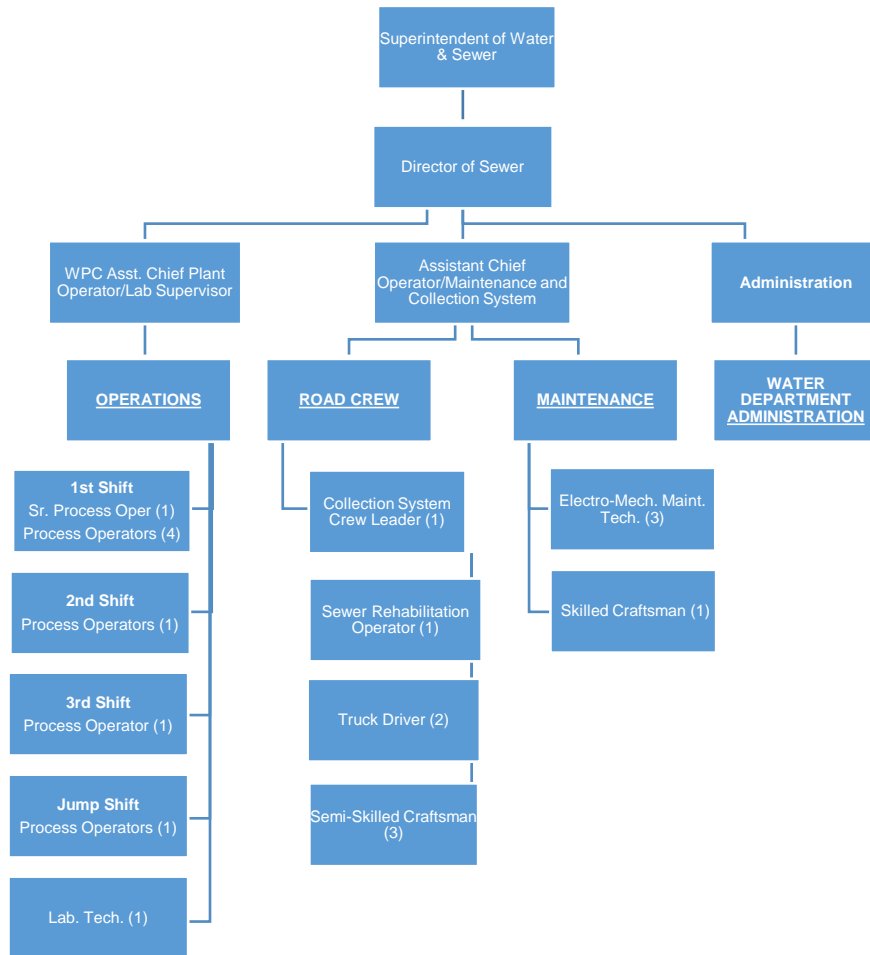 Superintendent of Water
& Sewer
Director of Sewer
WPC Asst. Chief Plant
Operator/Lab Supervisor
Assistant Chief
Operator/Maintenance and
Collection System
Administration
OPERATIONS
ROAD CREW
MAINTENANCE
WATER
DEPARTMENT
ADMINISTRATION
1st Shift
Sr. Process Oper (1)
Process Operators (4)
2nd Shift
Process Operators (1)
3rd Shift
Process Operator (1)
Jump Shift
Process Operators (1)
Lab. Tech. (1)
Collection System
Crew Leader (1)
Sewer Rehabilitation
Operator (1)
Truck Driver (2)
Semi-Skilled Craftsman
(3)
Electro-Mech. Maint.
Tech. (3)
Skilled Craftsman (1)